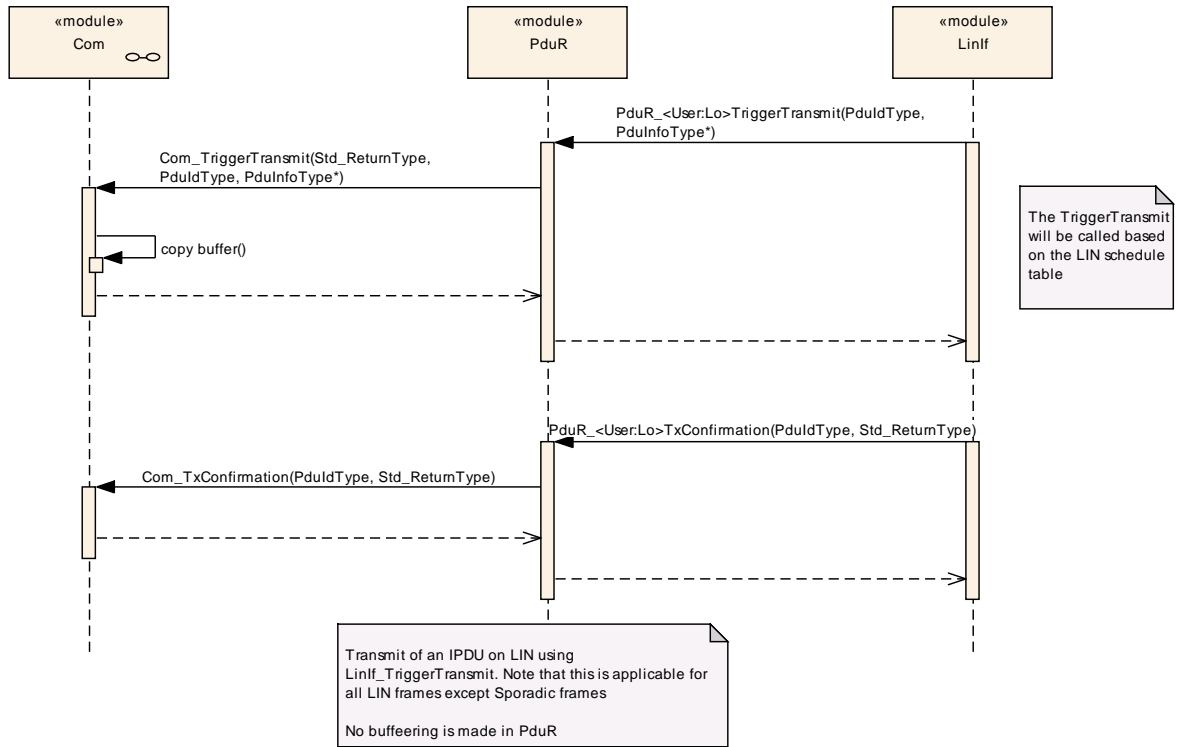 «module»
Com
«module»
PduR
«module»
LinIf
PduR_<User:Lo>TriggerTransmit(PduIdType,
PduInfoType*)
Com_TriggerTransmit(Std_ReturnType,
PduIdType, PduInfoType*)
The TriggerTransmit
will be called based
on the LIN schedule
table
copy buffer()
PduR_<User:Lo>TxConfirmation(PduIdType, Std_ReturnType)
Com_TxConfirmation(PduIdType, Std_ReturnType)
Transmit of an IPDU on LIN using
LinIf_TriggerTransmit. Note that this is applicable for
all LIN frames except Sporadic frames
No buffeering is made in PduR